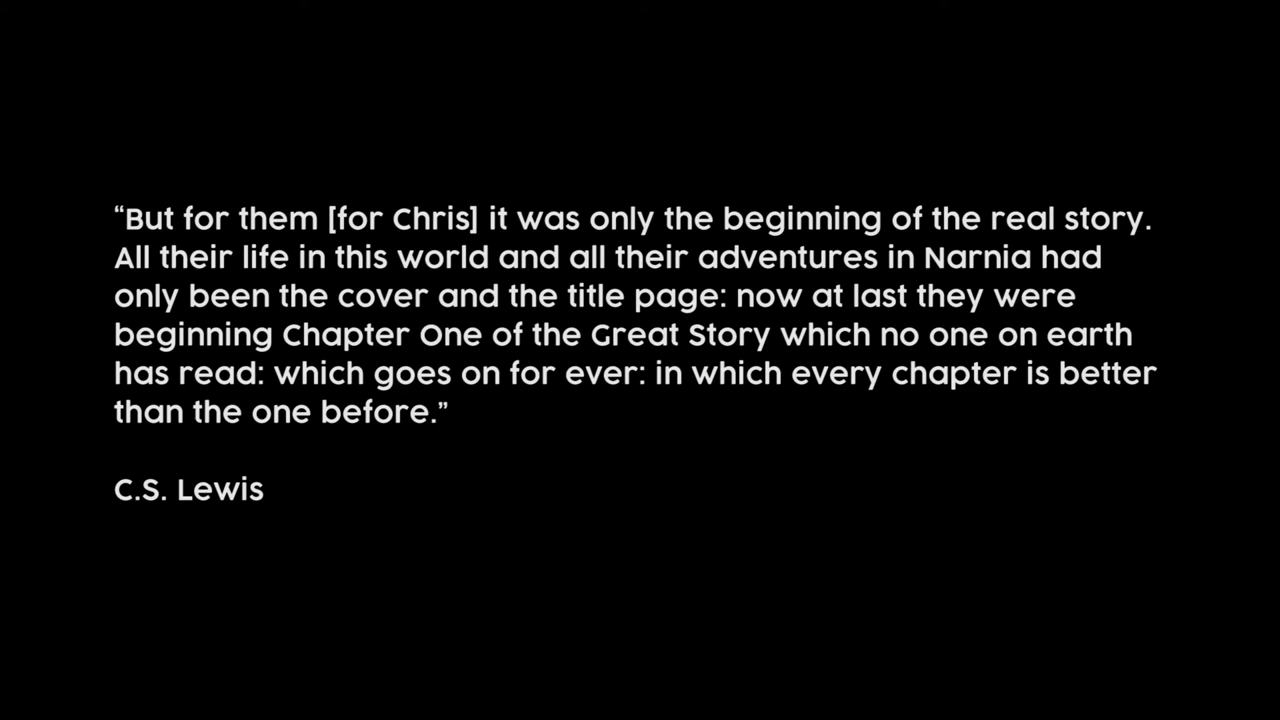 “But for them [for Chris] it was only the beginning of the real story.
All their life in this world and all their adventures in Narnia had
only been the cover and the title page: now at last they were
beginning Chapter One of the Great Story which no one on earth
has read: which goes on for ever: in which every chapter is better
than the one before.”
C.S. Lewis